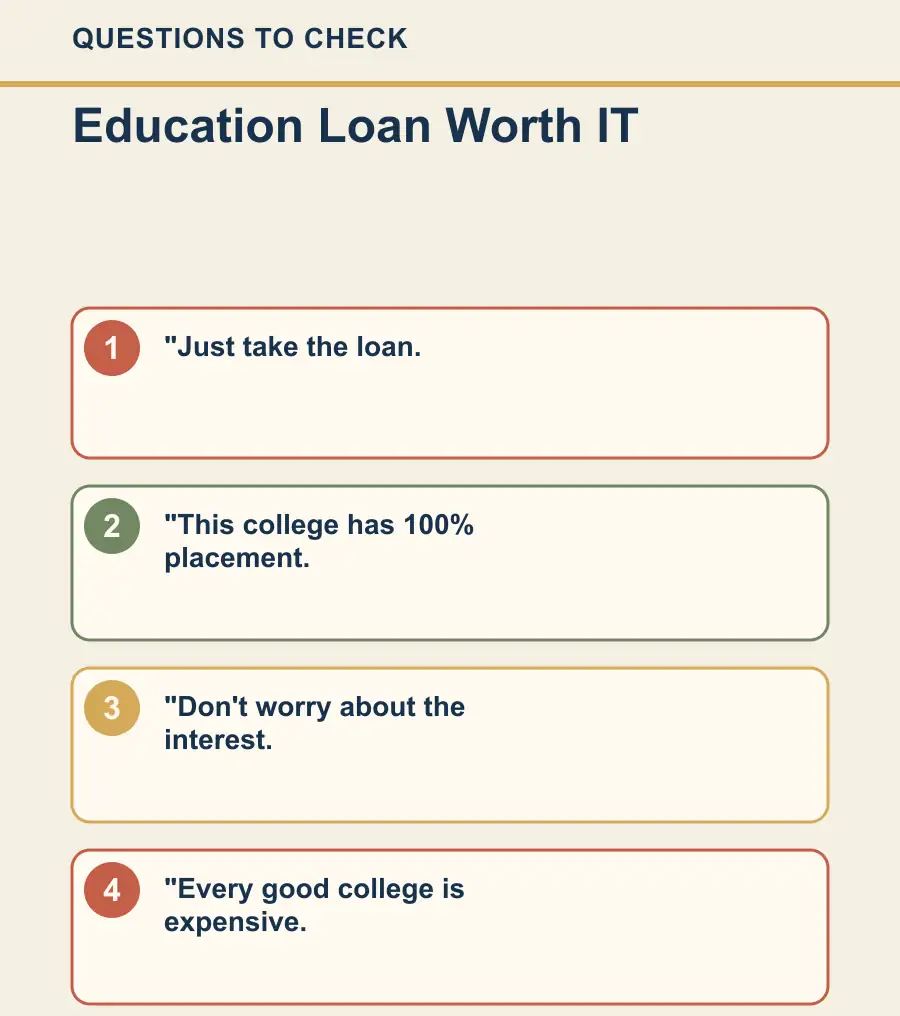 QUESTIONS TO CHECK
Education Loan Worth IT
1
"Just take the loan.
2
"This college has 100%
placement.
3
"Don't worry about the
interest.
4
"Every good college is
expensive.